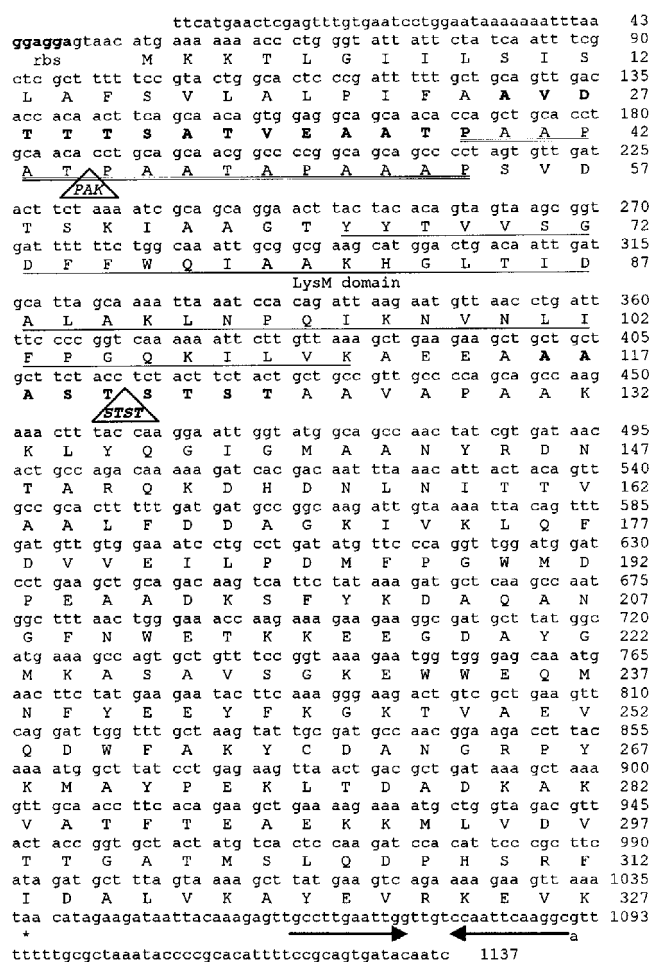 ttcatgaactcgagtttgtgaatcctggaataaaaaaatttaa 43
ggaggagtaac atg aaa aaa acc ctg ggt att att cta tca att tcg 90
rbs M K K T L G I I L S I S 12
ctc gct ttt tcc gta ctg gca ctc ccg att ttt gct gca gtt gac 135
L A F S V L A L P I F A A V D 27
acc aca act tca gca aca gtg gag gca gca aca cca gct gca cct 180
T T T S A T V E A A T P A A P 42
gca aca cct gca gca acg gcc ccg gca gca gcc cct agt gtt gat 225
A T P A A T A P A A A P S V D 57
PAK
act tct aaa atc gca gca gga act tac tac aca gta gta agc ggt 270
T S K I A A G T Y Y T V V S G 72
gat ttt ttc tgg caa att gcg gcg aag cat gga ctg aca att gat 315
D F F W Q I A A K H G L T I D 87
LysM domain
gca tta gca aaa tta aat cca cag att aag aat gtt aac ctg att 360
A L A K L N P Q I K N V N L I 102
ttc ccc ggt caa aaa att ctt gtt aaa gct gaa gaa gct gct gct 405
F P G Q K I L V K A E E A A A 117
gct tct acc tct act tct act gct gcc gtt gcc cca gca gcc aag 450
A S T S T S T A A V A P A A K 132
STST
aaa ctt tac caa gga att ggt atg gca gcc aac tat cgt gat aac 495
K L Y Q G I G M A A N Y R D N 147
act gcc aga caa aaa gat cac gac aat tta aac att act aca gtt 540
T A R Q K D H D N L N I T T V 162
gcc gca ctt ttt gat gat gcc ggc aag att gta aaa tta cag ttt 585
A A L F D D A G K I V K L Q F 177
gat gtt gtg gaa atc ctg cct gat atg ttc cca ggt tgg atg gat 630
D V V E I L P D M F P G W M D 192
cct gaa gct gca gac aag tca ttc tat aaa gat gct caa gcc aat 675
P E A A D K S F Y K D A Q A N 207
ggc ttt aac tgg gaa acc aag aaa gaa gaa ggc gat gct tat ggc 720
G F N W E T K K E E G D A Y G 222
atg aaa gcc agt gct gtt tcc ggt aaa gaa tgg tgg gag caa atg 765
M K A S A V S G K E W W E Q M 237
aac ttc tat gaa gaa tac ttc aaa ggg aag act gtc gct gaa gtt 810
N F Y E E Y F K G K T V A E V 252
cag gat tgg ttt gct aag tat tgc gat gcc aac gga aga cct tac 855
Q D W F A K Y C D A N G R P Y 267
aaa atg gct tat cct gag aag tta act gac gct gat aaa gct aaa 900
K M A Y P E K L T D A D K A K 282
gtt gca acc ttc aca gaa gct gaa aag aaa atg ctg gta gac gtt 945
V A T F T E A E K K M L V D V 297
act acc ggt gct act atg tca ctc caa gat cca cat tcc cgc ttc 990
T T G A T M S L Q D P H S R F 312
ata gat gct tta gta aaa gct tat gaa gtc aga aaa gaa gtt aaa 1035
I D A L V K A Y E V R K E V K 327
taa catagaagataattacaaagagttgccttgaattggttgtccaattcaaggcgtt 1093
* a
tttttgcgctaaataccccgcacattttccgcagtgatacaatc 1137